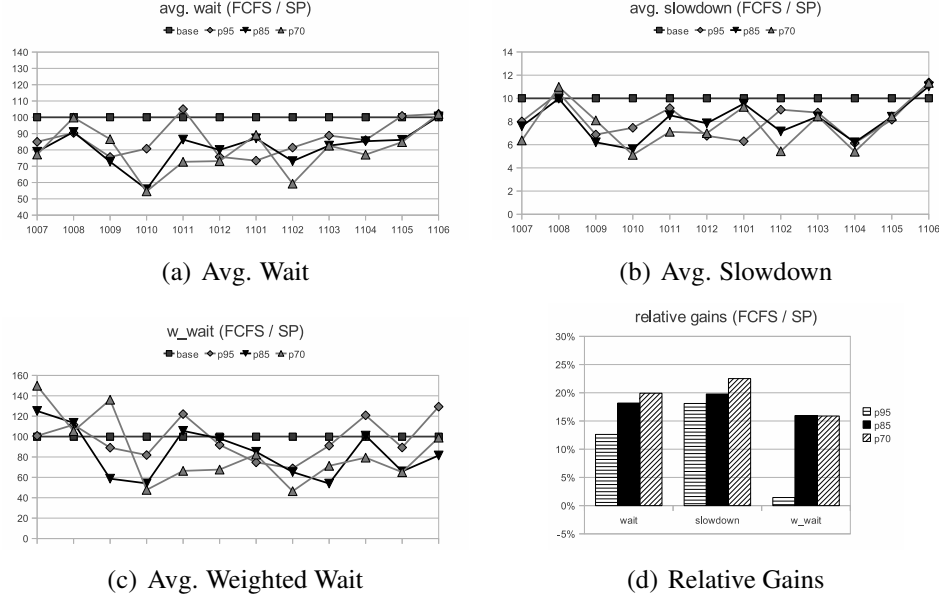 avg. wait (FCFS / SP)
base p95 p85 p70
140
130
120
110
100
90
80
70
60
50
40
1007 1008 1009 1010 1011 1012 1101 1102 1103 1104 1105 1106
(a) Avg. Wait
avg. slowdown (FCFS / SP)
base p95 p85 p70
14
12
10
8
6
4
2
0
1007 1008 1009 1010 1011 1012 1101 1102 1103 1104 1105 1106
(b) Avg. Slowdown
w_wait (FCFS / SP)
base p95 p85 p70
160
140
120
100
80
60
40
20
0
(c) Avg. Weighted Wait
relative gains (FCFS / SP)
30%
25%
20%
15%
10%
5%
0%
-5%
wait slowdown w_wait
p95
p85
p70
(d) Relative Gains